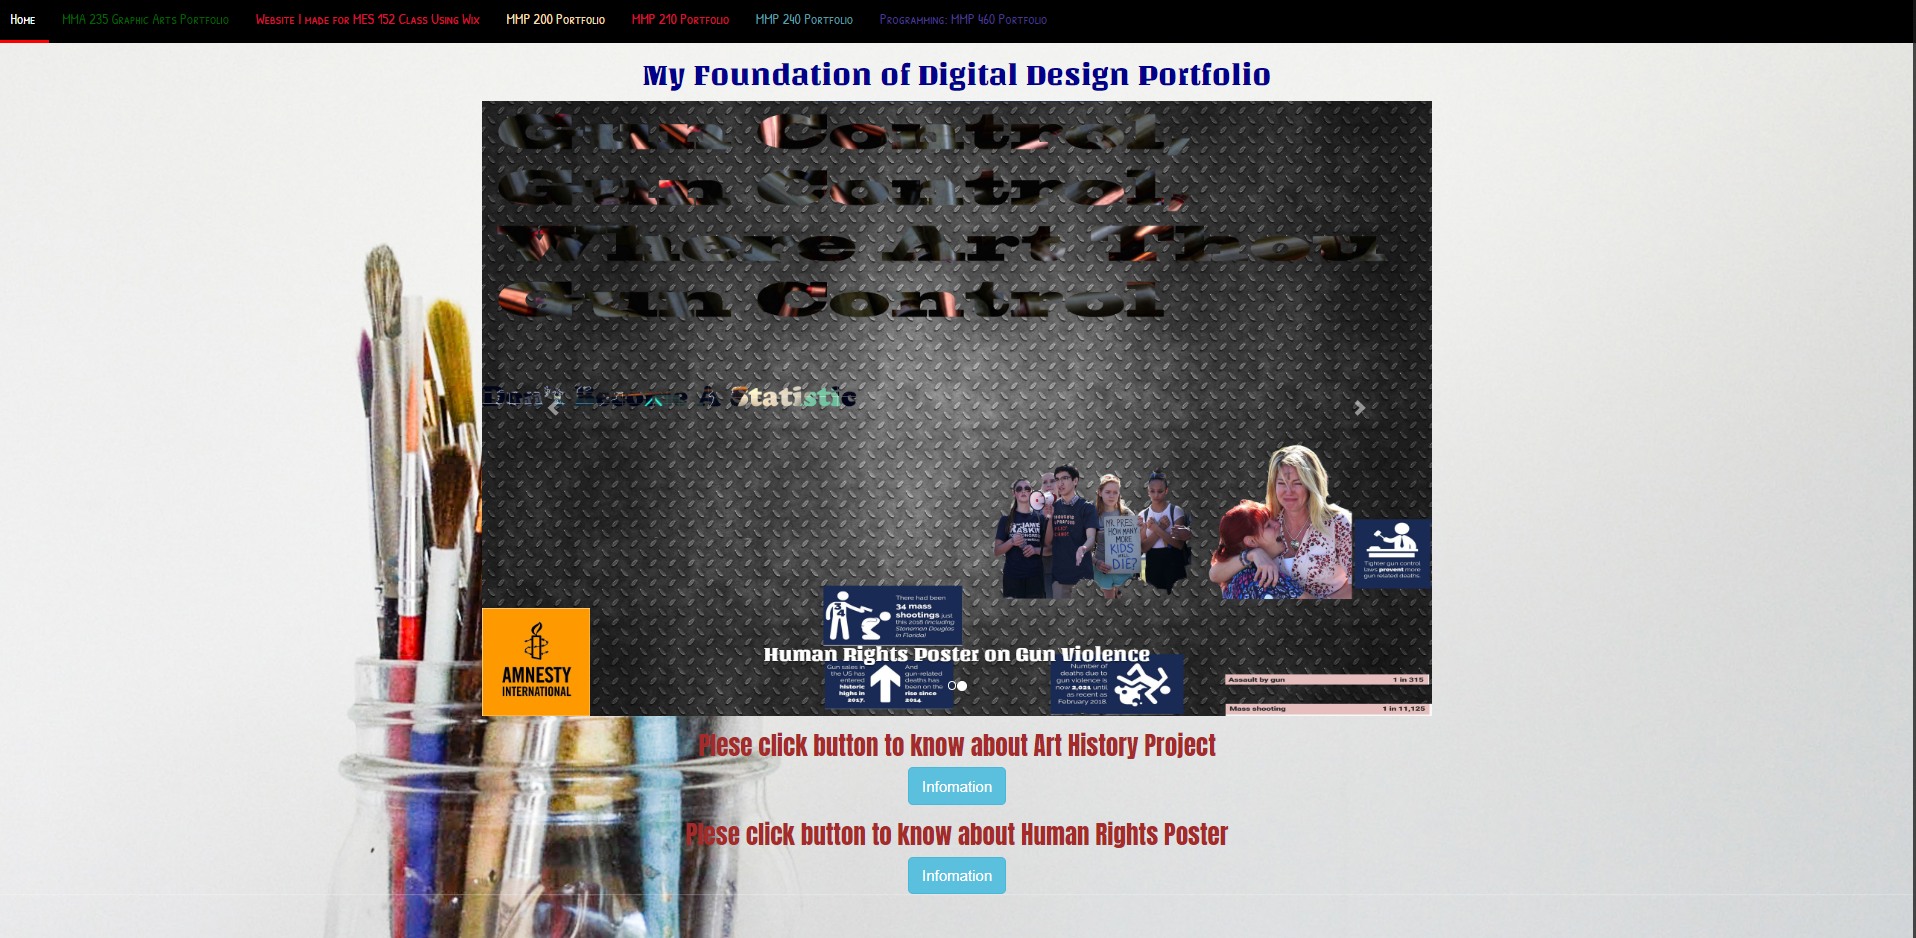 Home MMA 235 Graphic Arts Portfolio Website I made for MES 152 Class Using Wix MMP 200 Portfolio MMP 210 Portfolio MMP 240 Portfolio Programming: MMP 460 Portfolio
My Foundation of Digital Design Portfolio
Gun Control,
Gun Control,
Where Art Thou
Gun Control
Don't Become A Statistic
MR. PRES.
HOW MANY
MORE
KIDS
WILL
DIE?
Tighter gun control
laws prevent more
gun related deaths.
There had been
34 mass
shootings just
this 2018 (including
Stoneman Douglas
in Florida)
AMNESTY
INTERNATIONAL
Human Rights Poster on Gun Violence
Gun sales in
the US has
entered
historic
highs in
2017.
And
gun-related
deaths has
been on the
rise since
2014
Number of
deaths due to
gun violence is
now 2,021 until
as recent as
February 2018.
Assault by gun 1 in 315
Mass shooting 1 in 11,125
Plese click button to know about Art History Project
Infomation
Plese click button to know about Human Rights Poster
Infomation